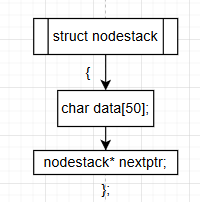 struct nodestack
{
char data[50];
nodestack* nextptr;
};